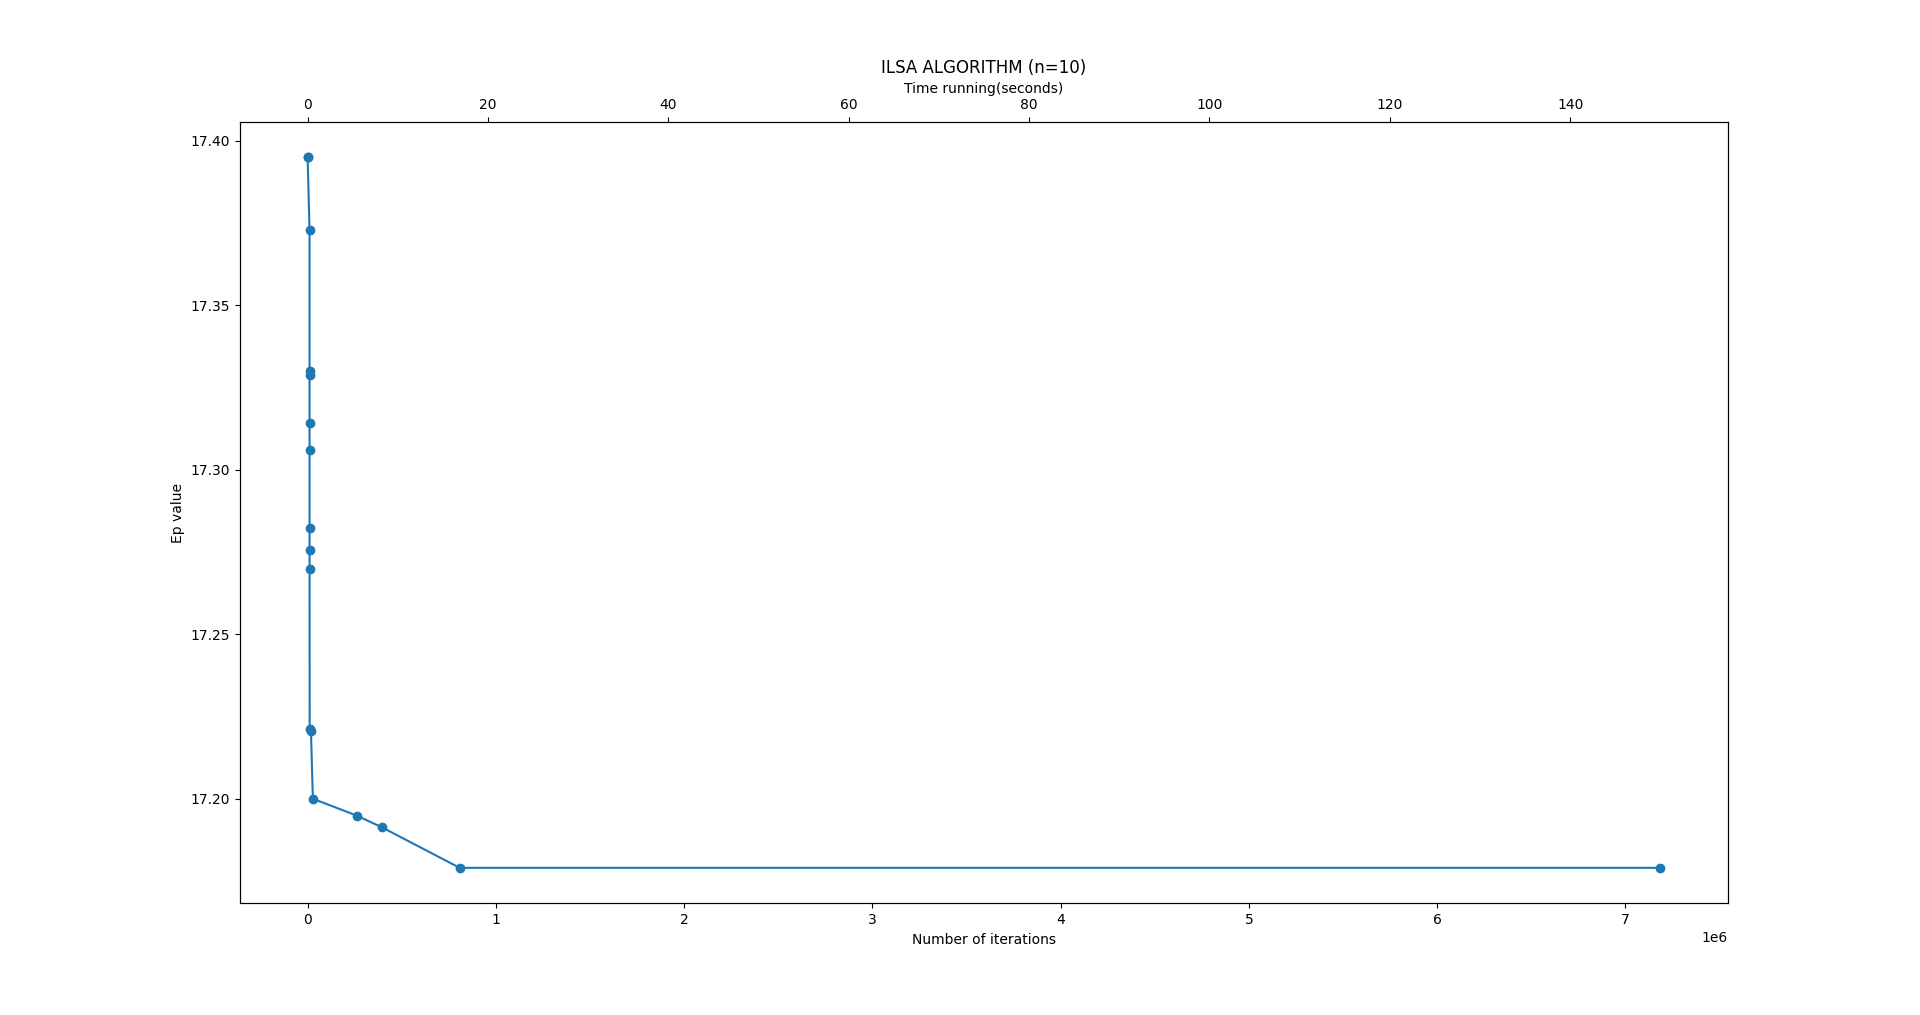 ILSA ALGORITHM (n=10)
Time running(seconds)
0 20 40 60 80 100 120 140
17.40
17.35
17.30
17.25
17.20
Ep value
0 1 2 3 4 5 6 7
Number of iterations
1e6